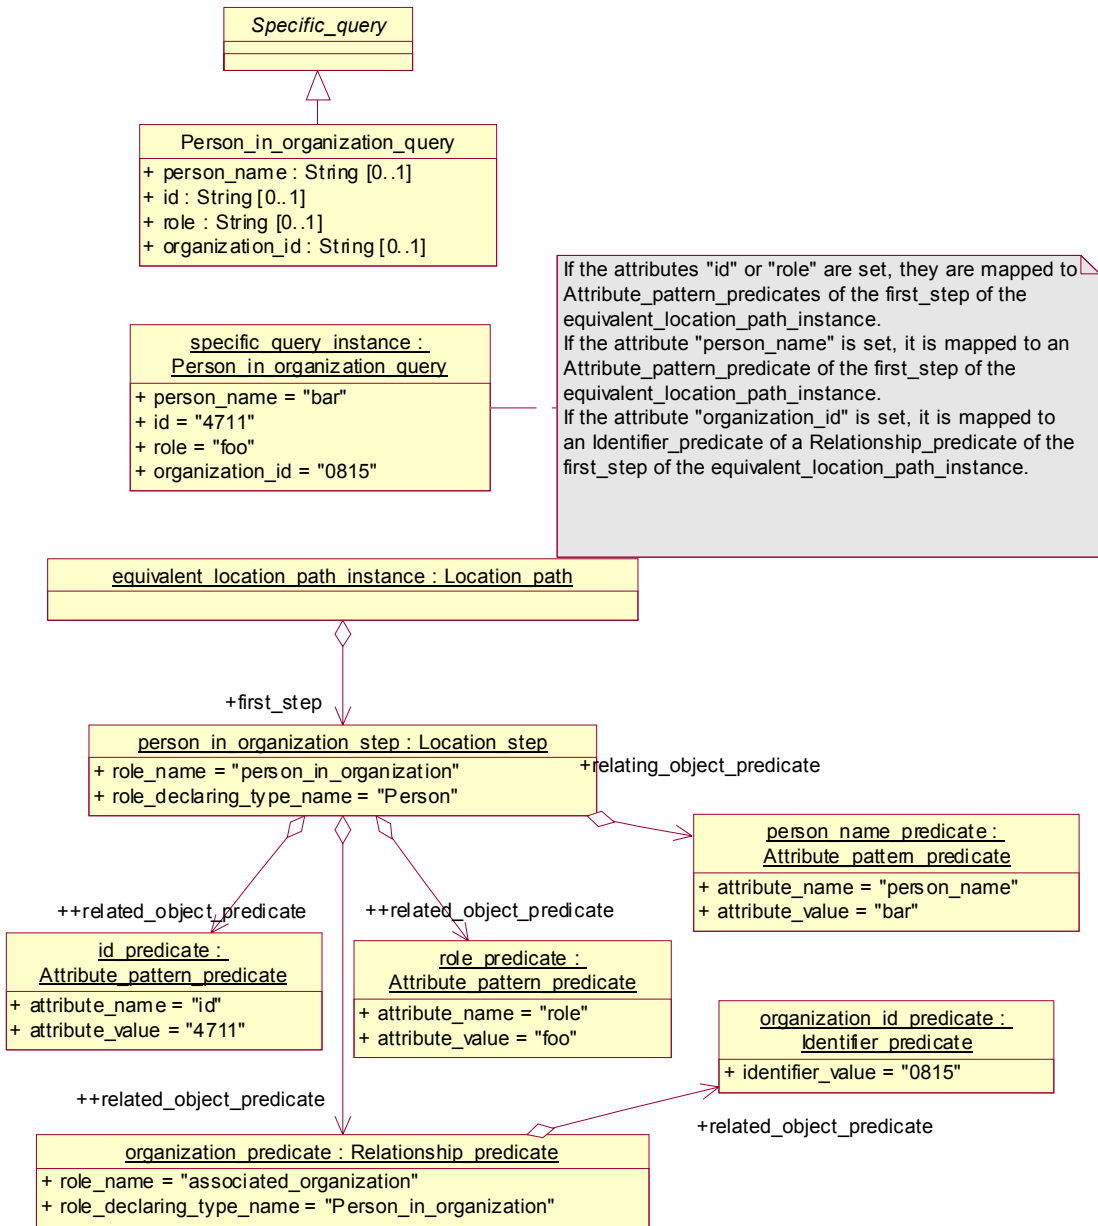 Specific_query
Person_in_organization_query
+ person_name : String [0..1]
+ id : String [0..1]
+ role : String [0..1]
+ organization_id : String [0..1]
If the attributes "id" or "role" are set, they are mapped to
Attribute_pattern_predicates of the first_step of the
equivalent_location_path_instance.
If the attribute "person_name" is set, it is mapped to an
Attribute_pattern_predicate of the first_step of the
equivalent_location_path_instance.
If the attribute "organization_id" is set, it is mapped to
an Identifier_predicate of a Relationship_predicate of the
first_step of the equivalent_location_path_instance.
specific_query_instance :
Person_in_organization_query
+ person_name = "bar"
+ id = "4711"
+ role = "foo"
+ organization_id = "0815"
equivalent_location_path_instance : Location_path
+first_step
person_in_organization_step : Location_step
+ role_name = "person_in_organization"
+ role_declaring_type_name = "Person"
+relating_object_predicate
person_name_predicate :
Attribute_pattern_predicate
+ attribute_name = "person_name"
+ attribute_value = "bar"
++related_object_predicate
++related_object_predicate
id_predicate :
Attribute_pattern_predicate
+ attribute_name = "id"
+ attribute_value = "4711"
role_predicate :
Attribute_pattern_predicate
+ attribute_name = "role"
+ attribute_value = "foo"
organization_id_predicate :
Identifier_predicate
+ identifier_value = "0815"
++related_object_predicate
+related_object_predicate
organization_predicate : Relationship_predicate
+ role_name = "associated_organization"
+ role_declaring_type_name = "Person_in_organization"